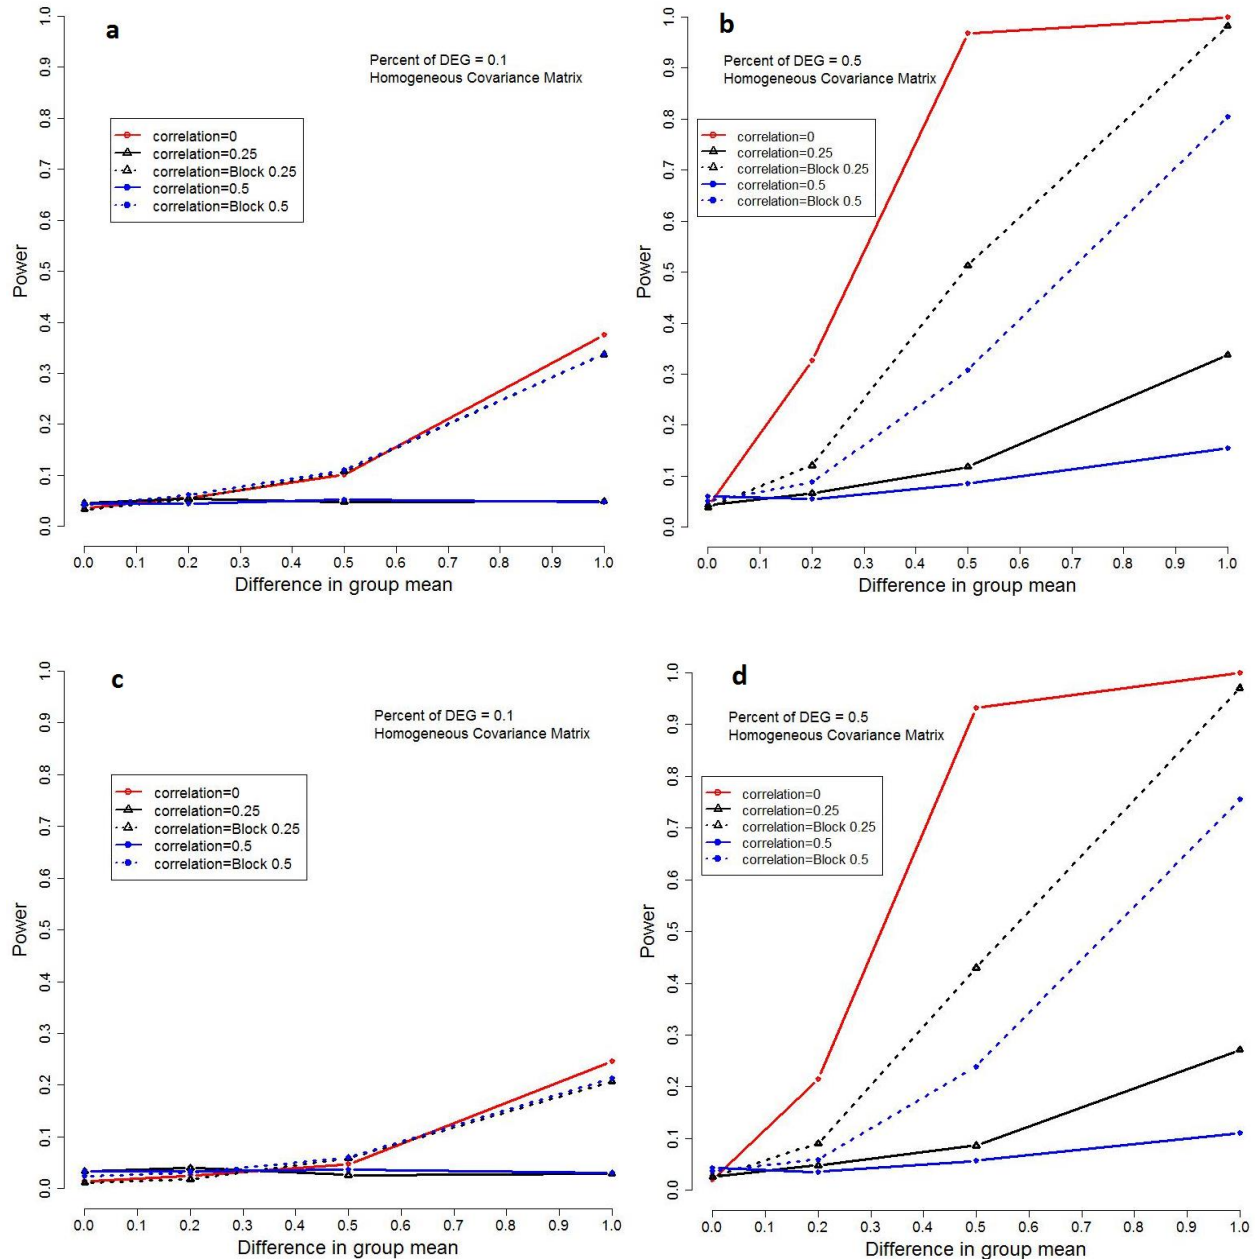 a
Percent of DEG = 0.1
Homogeneous Covariance Matrix
correlation=0
correlation=0.25
correlation=Block 0.25
correlation=0.5
correlation=Block 0.5
Power
1.0
0.9
0.8
0.7
0.6
0.5
0.4
0.3
0.2
0.1
0.0
0.0 0.1 0.2 0.3 0.4 0.5 0.6 0.7 0.8 0.9 1.0
Difference in group mean
b
Percent of DEG = 0.5
Homogeneous Covariance Matrix
correlation=0
correlation=0.25
correlation=Block 0.25
correlation=0.5
correlation=Block 0.5
Power
1.0
0.9
0.8
0.7
0.6
0.5
0.4
0.3
0.2
0.1
0.0
0.0 0.1 0.2 0.3 0.4 0.5 0.6 0.7 0.8 0.9 1.0
Difference in group mean
c
Percent of DEG = 0.1
Homogeneous Covariance Matrix
correlation=0
correlation=0.25
correlation=Block 0.25
correlation=0.5
correlation=Block 0.5
Power
1.0
0.9
0.8
0.7
0.6
0.5
0.4
0.3
0.2
0.1
0.0
0.0 0.1 0.2 0.3 0.4 0.5 0.6 0.7 0.8 0.9 1.0
Difference in group mean
d
Percent of DEG = 0.5
Homogeneous Covariance Matrix
correlation=0
correlation=0.25
correlation=Block 0.25
correlation=0.5
correlation=Block 0.5
Power
1.0
0.9
0.8
0.7
0.6
0.5
0.4
0.3
0.2
0.1
0.0
0.0 0.1 0.2 0.3 0.4 0.5 0.6 0.7 0.8 0.9 1.0
Difference in group mean